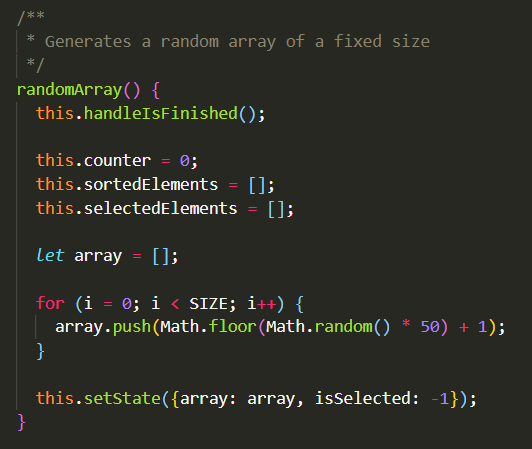 /**
 * Generates a random array of a fixed size
 */
randomArray() {
  this.handleIsFinished();

  this.counter = 0;
  this.sortedElements = [];
  this.selectedElements = [];

  let array = [];

  for (i = 0; i < SIZE; i++) {
    array.push(Math.floor(Math.random() * 50) + 1);
  }

  this.setState({array: array, isSelected: -1});
}